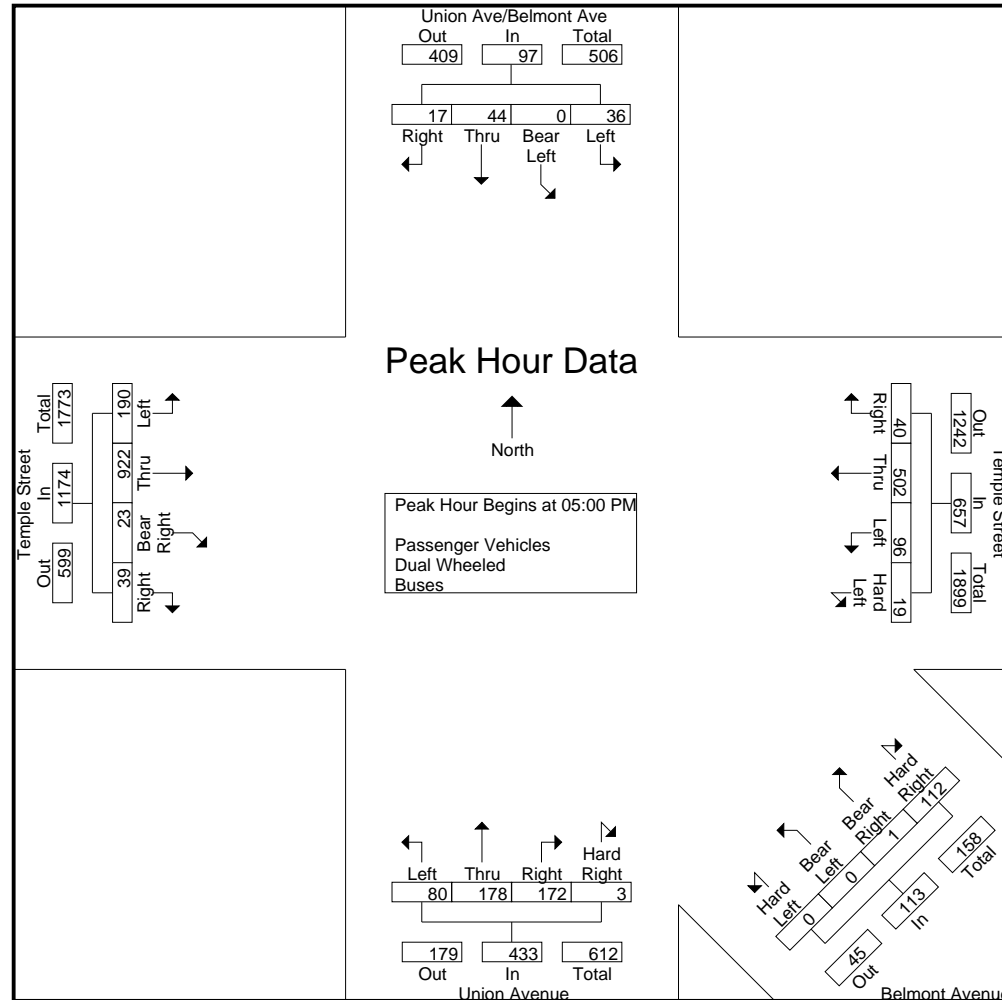 Union Ave/Belmont Ave
Out In Total
409 97 506
17 44 0 36
Right Thru Bear Left Left
Peak Hour Data
North
Peak Hour Begins at 05:00 PM
Passenger Vehicles
Dual Wheeled
Buses
Temple Street
Total In Out
1773 1174 599
190 922 23 39
Left Thru Bear Right Right
Temple Street
Out In Total
1242 657 1899
40 502 96 19
Right Thru Left Hard Left
Left Thru Right Hard Right
80 178 172 3
179 433 612
Out In Total
Union Avenue
Hard Left Bear Left Bear Right Hard Right
0 0 1 112
45 113 158
Out In Total
Belmont Avenue